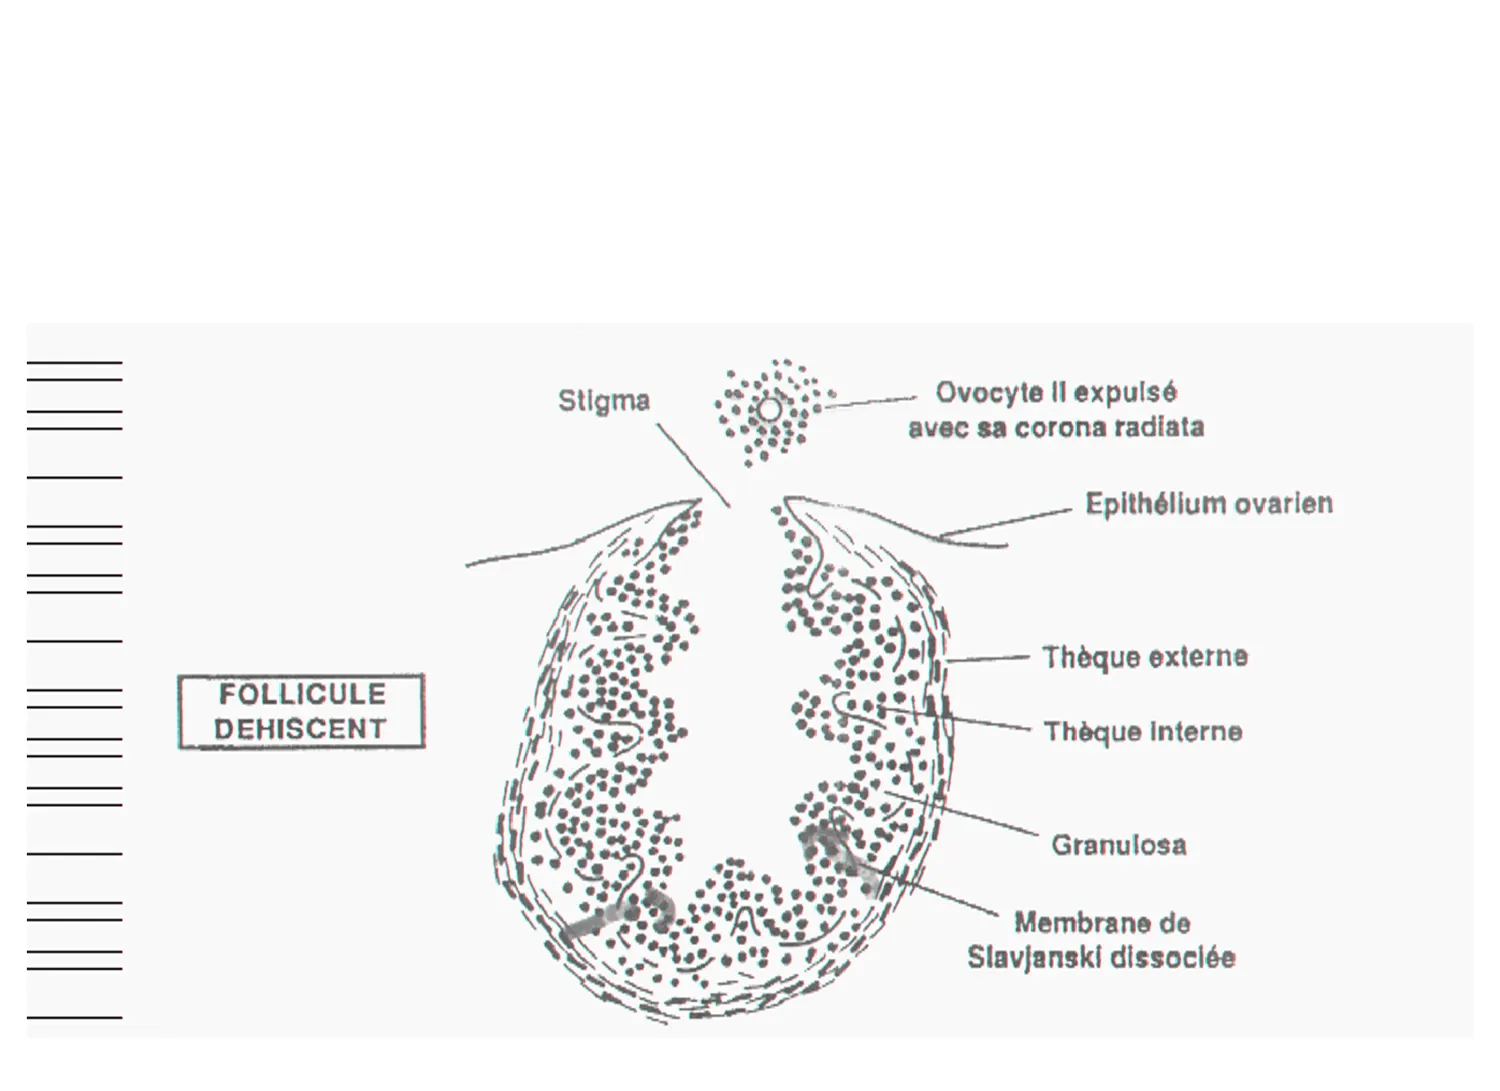 Stigma
Ovocyte II expulsé
avec sa corona radiata
Epithélium ovarien
Thèque externe
FOLLICULE
DEHISCENT
Thèque Interne
Granulosa
Membrane de
Slavjanski dissociée